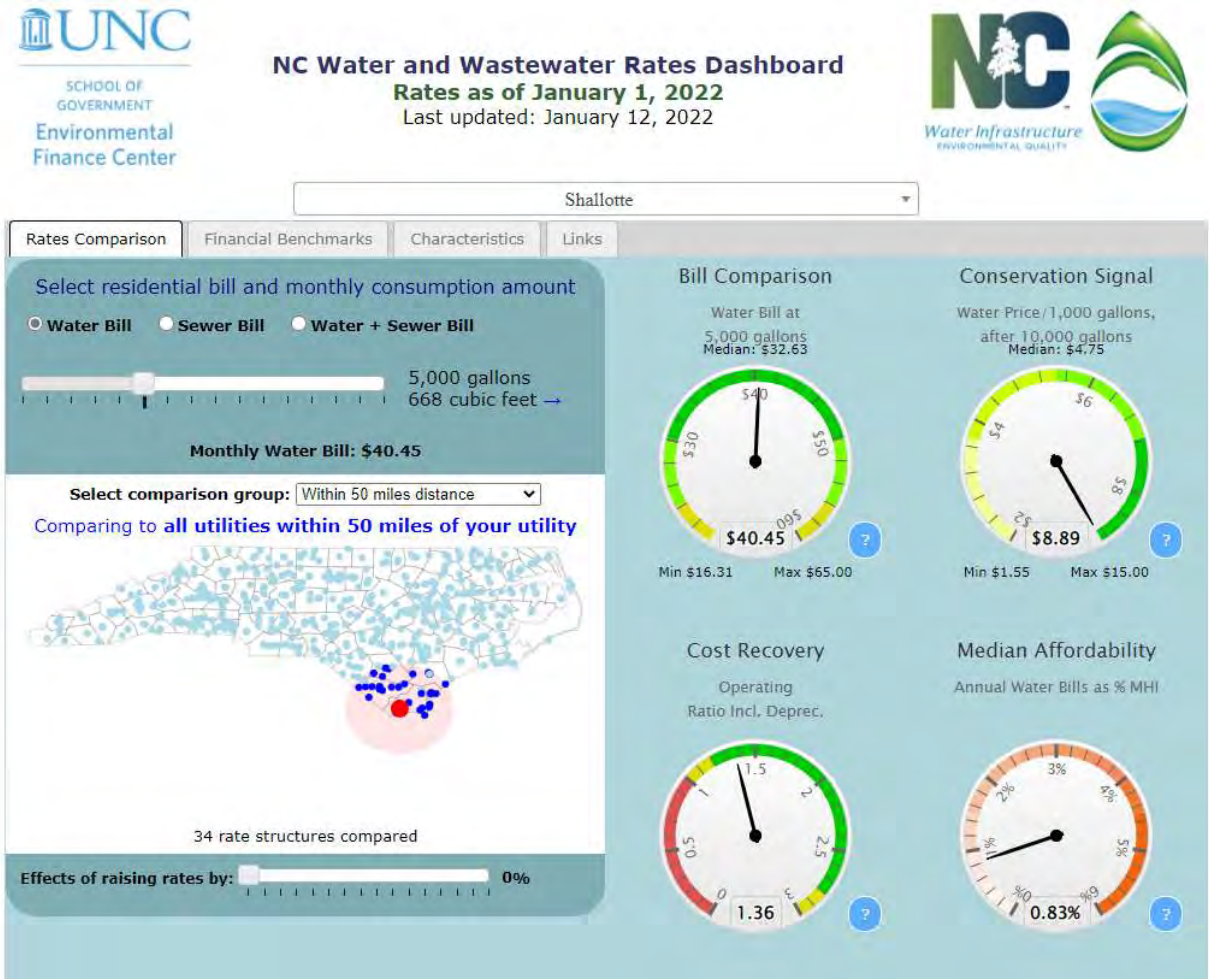 UNC
SCHOOL OF
GOVERNMENT
Environmental
Finance Center
NC Water and Wastewater Rates Dashboard
Rates as of January 1, 2022
Last updated: January 12, 2022
NC
Water Infrastructure
ENVIRONMENTAL QUALITY
Shallotte
Rates Comparison
Financial Benchmarks
Characteristics
Links
Select residential bill and monthly consumption amount
Water Bill
Sewer Bill
Water + Sewer Bill
5,000 gallons
668 cubic feet →
Monthly Water Bill: $40.45
Select comparison group: Within 50 miles distance
Comparing to all utilities within 50 miles of your utility
34 rate structures compared
Effects of raising rates by: 0%
Bill Comparison
Water Bill at
5,000 gallons
Median: $32.63
$30
$40
$50
$60
$40.45
?
Min $16.31
Max $65.00
Conservation Signal
Water Price/1,000 gallons,
after 10,000 gallons
Median: $4.75
$2
$4
$6
$8
$8.89
?
Min $1.55
Max $15.00
Cost Recovery
Operating
Ratio Incl. Deprec.
0
0.5
1
1.5
2
2.5
3
1.36
?
Median Affordability
Annual Water Bills as % MHI
0%
1%
2%
3%
4%
5%
6%
0.83%
?